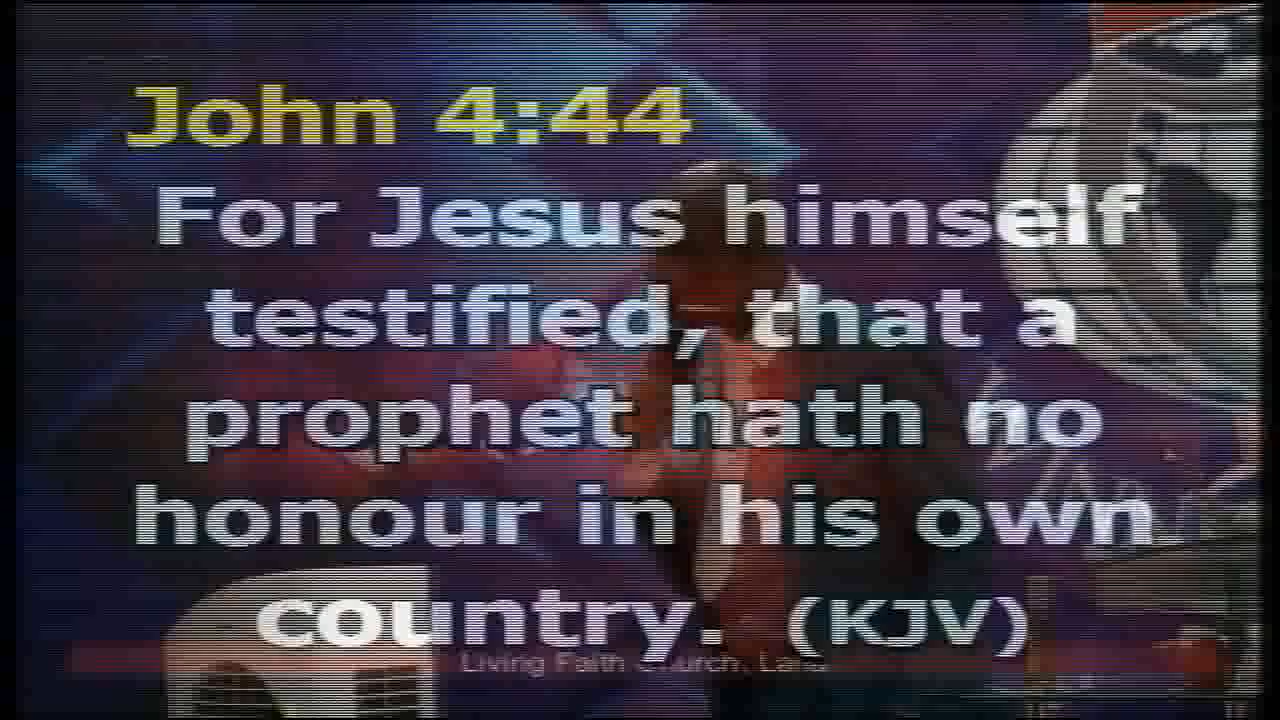 John 4:44
For Jesus himself
testified, that a
prophet hath no
honour in his own
country. (KJV)
Living Faith Church,